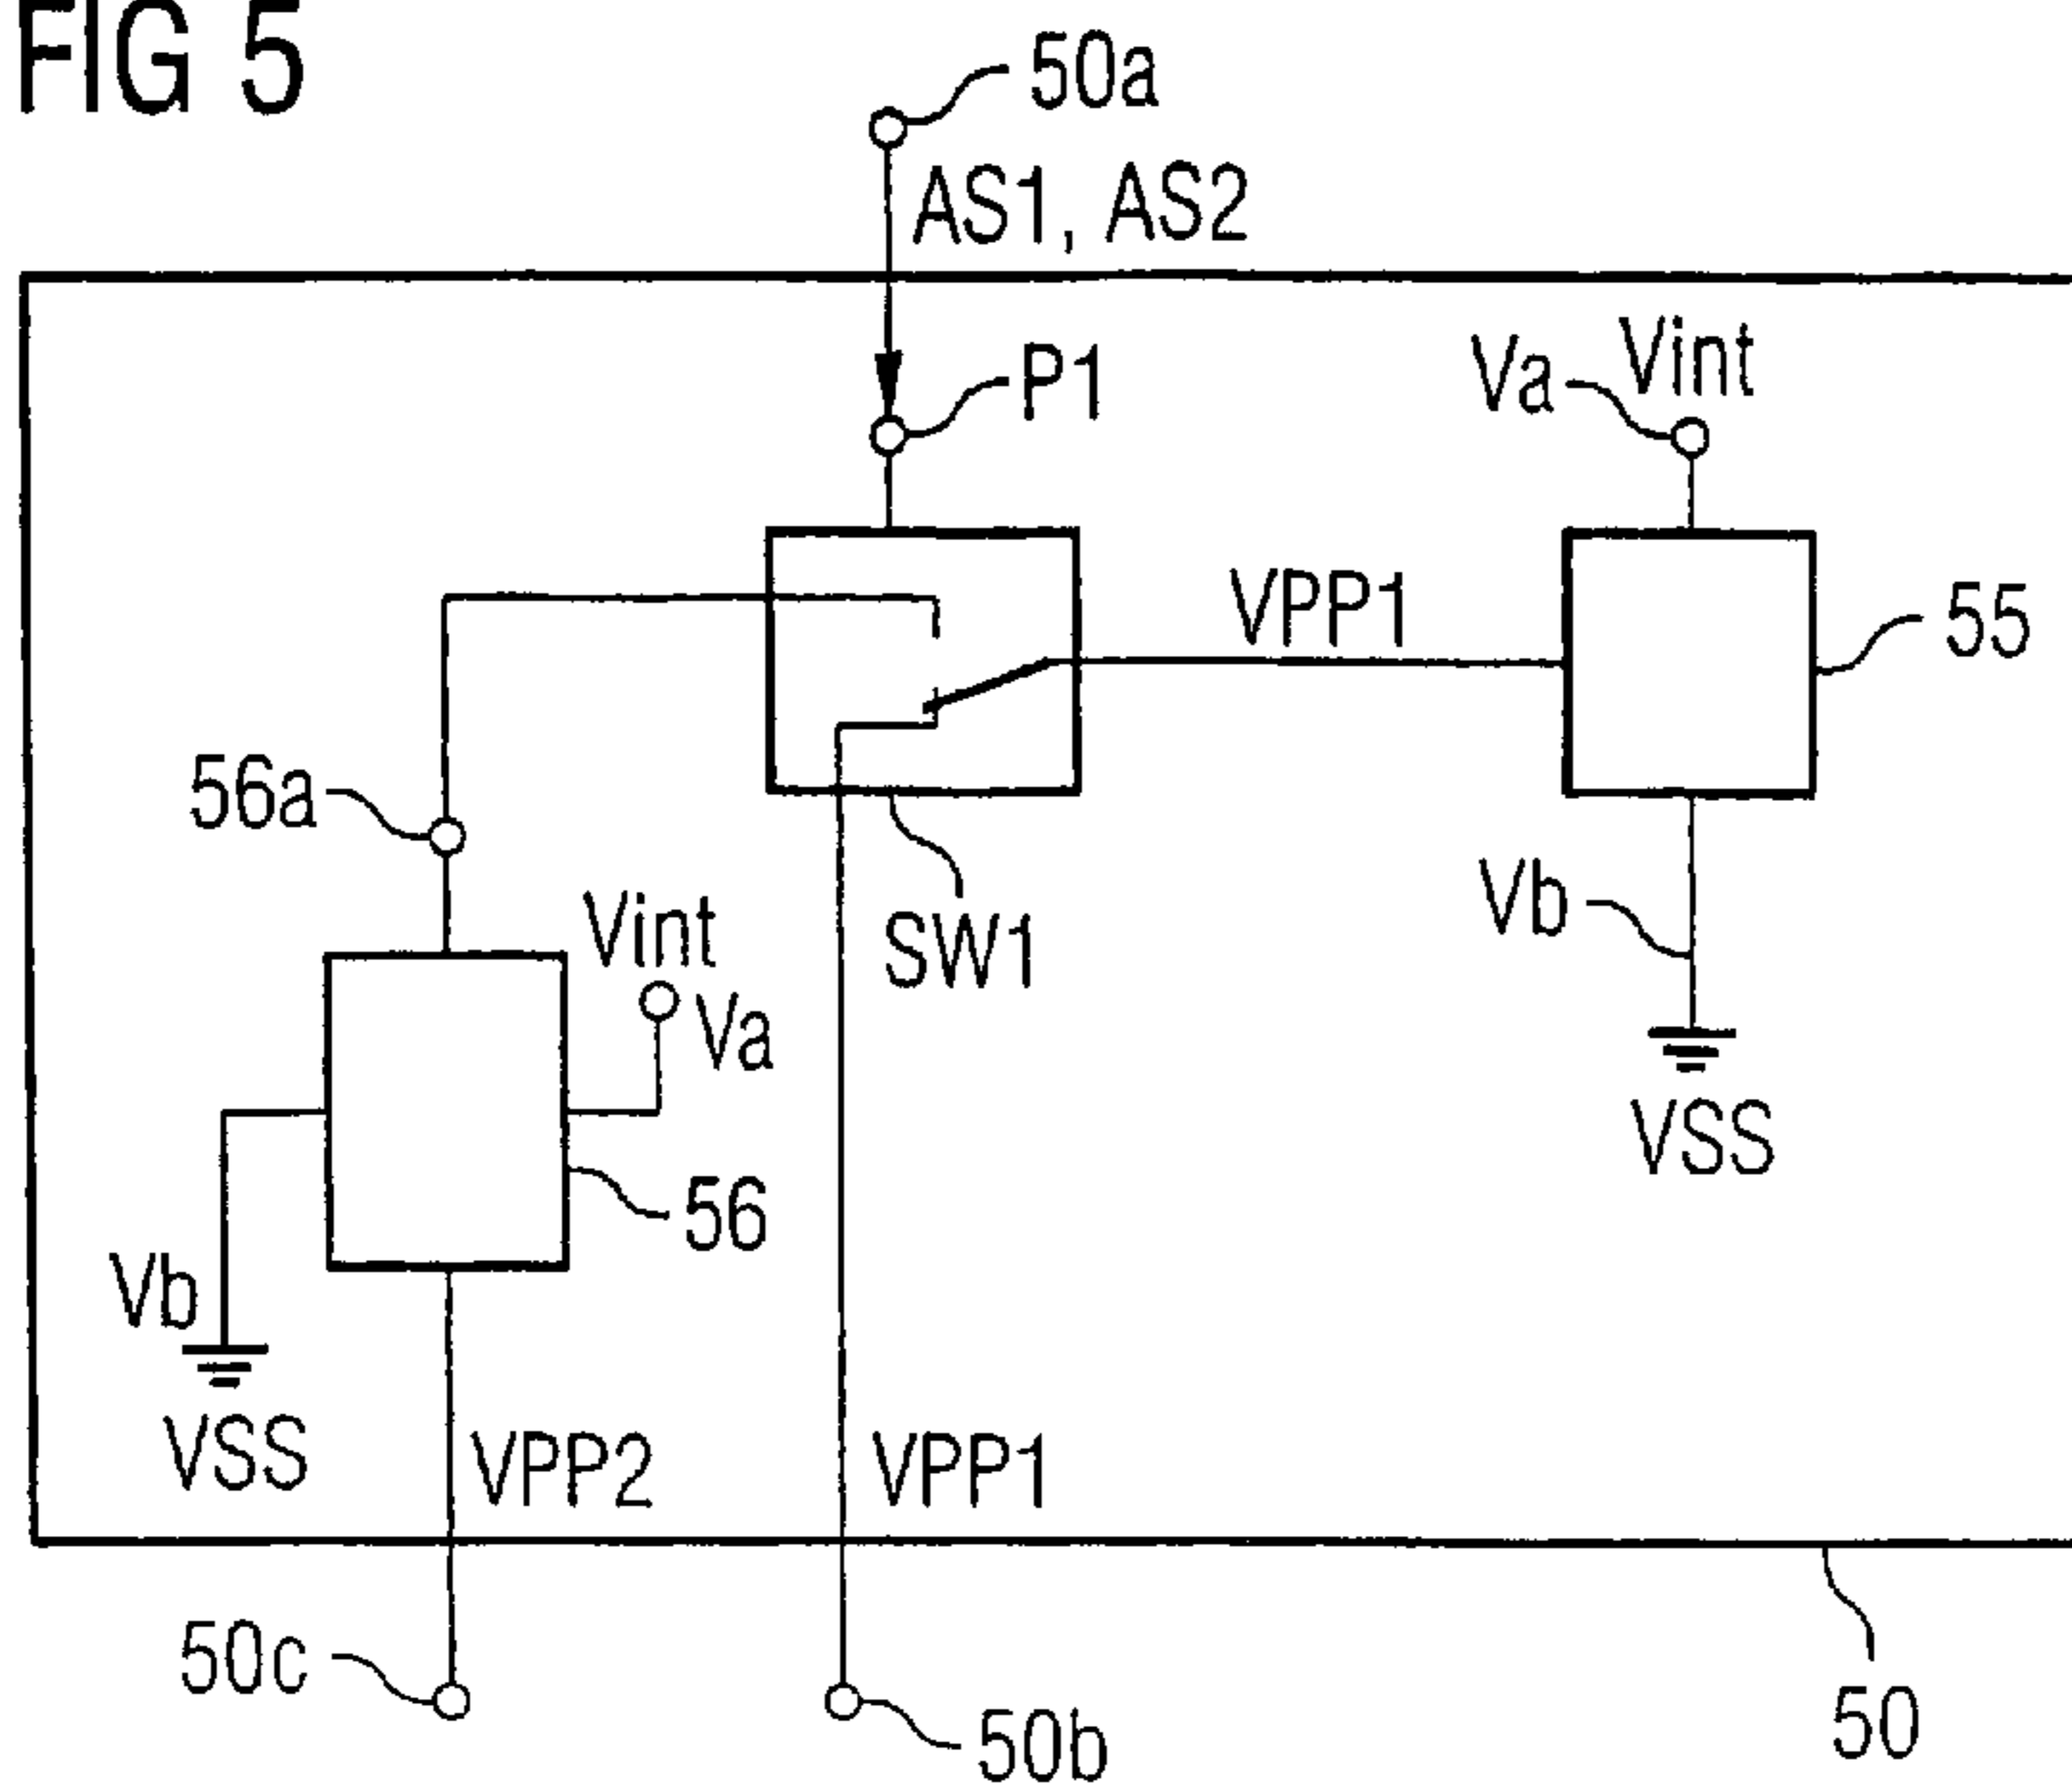 FIG 5
50a
AS1, AS2
P1
Va
Vint
VPP1
55
56a
SW1
Vb
Vint
Va
VSS
56
Vb
VSS
VPP2
VPP1
50c
50b
50